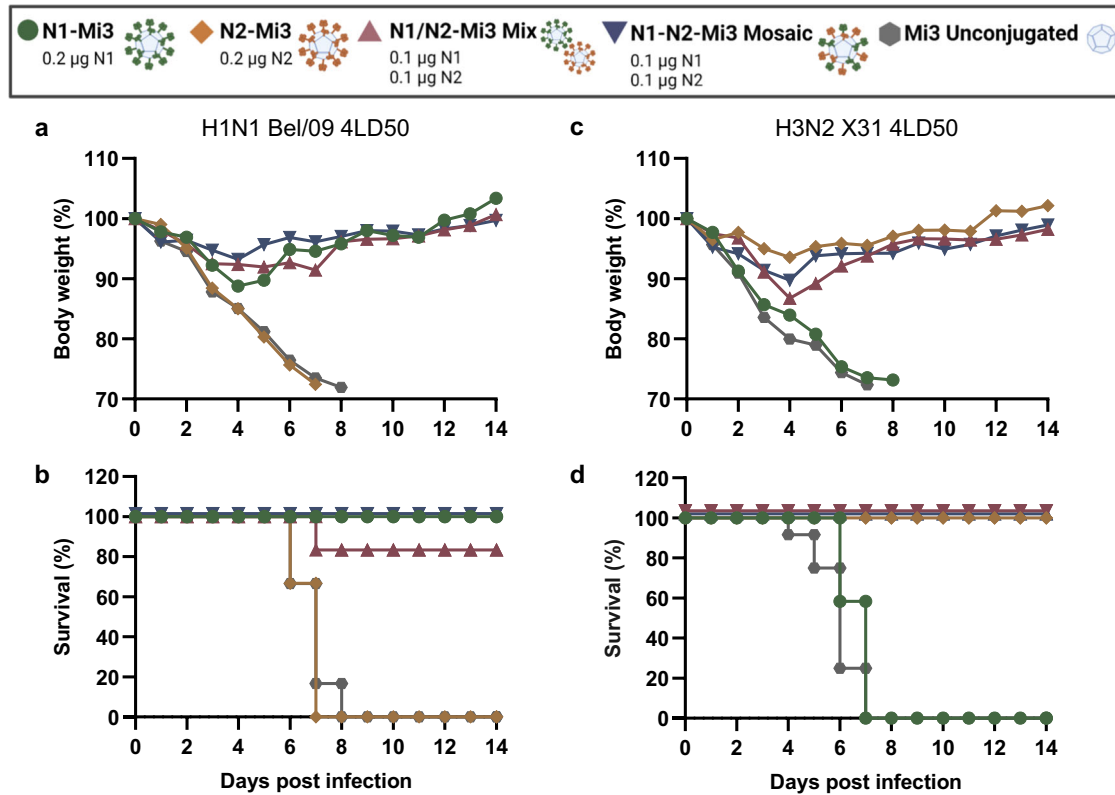 N1-Mi3
0.2 µg N1
N2-Mi3
0.2 µg N2
N1/N2-Mi3 Mix
0.1 µg N1
0.1 µg N2
N1-N2-Mi3 Mosaic
0.1 µg N1
0.1 µg N2
Mi3 Unconjugated
a
H1N1 Bel/09 4LD50
Body weight (%)
110
100
90
80
70
0 2 4 6 8 10 12 14
c
H3N2 X31 4LD50
Body weight (%)
110
100
90
80
70
0 2 4 6 8 10 12 14
b
Survival (%)
120
100
80
60
40
20
0
0 2 4 6 8 10 12 14
Days post infection
d
Survival (%)
120
100
80
60
40
20
0
0 2 4 6 8 10 12 14
Days post infection